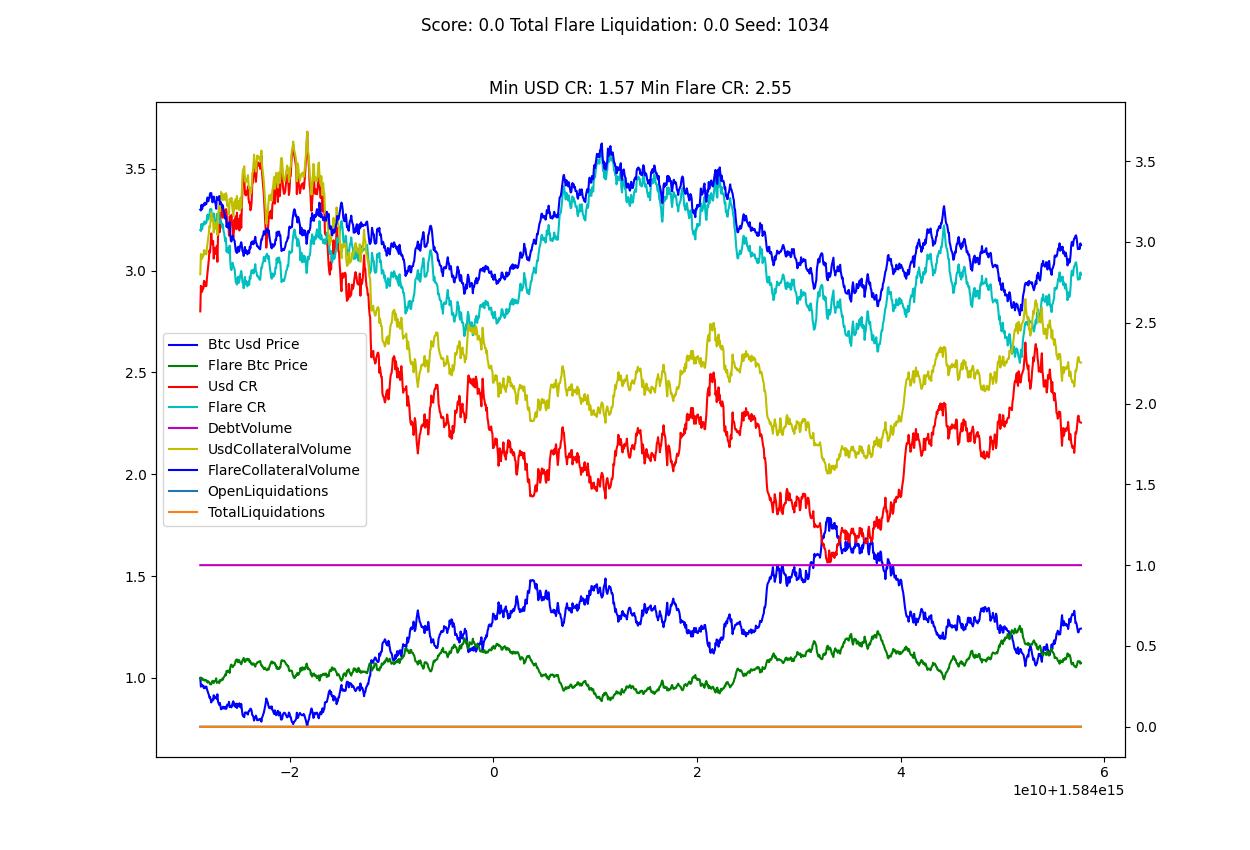 Score: 0.0 Total Flare Liquidation: 0.0 Seed: 1034
Min USD CR: 1.57 Min Flare CR: 2.55
3.5
3.0
2.5
2.0
1.5
1.0
Btc Usd Price
Flare Btc Price
Usd CR
Flare CR
DebtVolume
UsdCollateralVolume
FlareCollateralVolume
OpenLiquidations
TotalLiquidations
3.5
3.0
2.5
2.0
1.5
1.0
0.5
0.0
−2 0 2 4 6
1e10+1.584e15